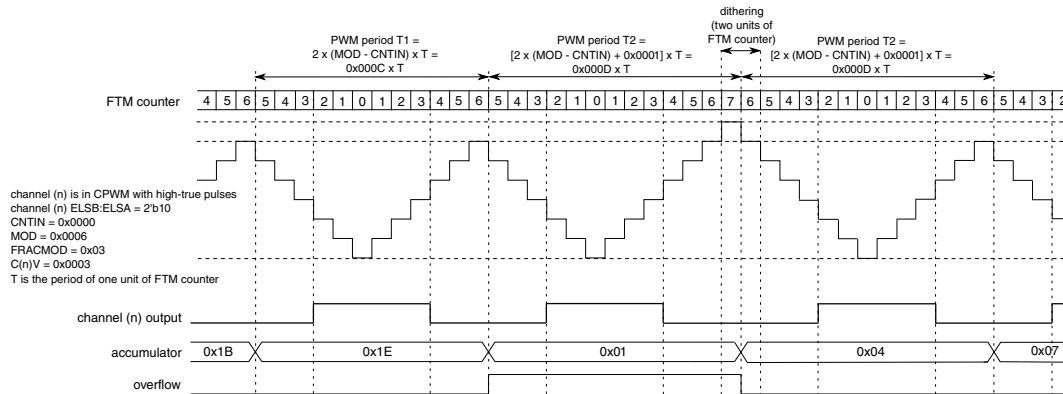 dithering
(two units of
FTM counter)
PWM period T1 =
2 x (MOD - CNTIN) x T =
0x000C x T
PWM period T2 =
[2 x (MOD - CNTIN) + 0x0001] x T =
0x000D x T
PWM period T2 =
[2 x (MOD - CNTIN) + 0x0001] x T =
0x000D x T
FTM counter 4 5 6 5 4 3 2 1 0 1 2 3 4 5 6 5 4 3 2 1 0 1 2 3 4 5 6 7 6 5 4 3 2 1 0 1 2 3 4 5 6 5 4 3 2
channel (n) is in CPWM with high-true pulses
channel (n) ELSB:ELSA = 2'b10
CNTIN = 0x0000
MOD = 0x0006
FRACMOD = 0x03
C(n)V = 0x0003
T is the period of one unit of FTM counter
channel (n) output
accumulator 0x1B 0x1E 0x01 0x04 0x07
overflow